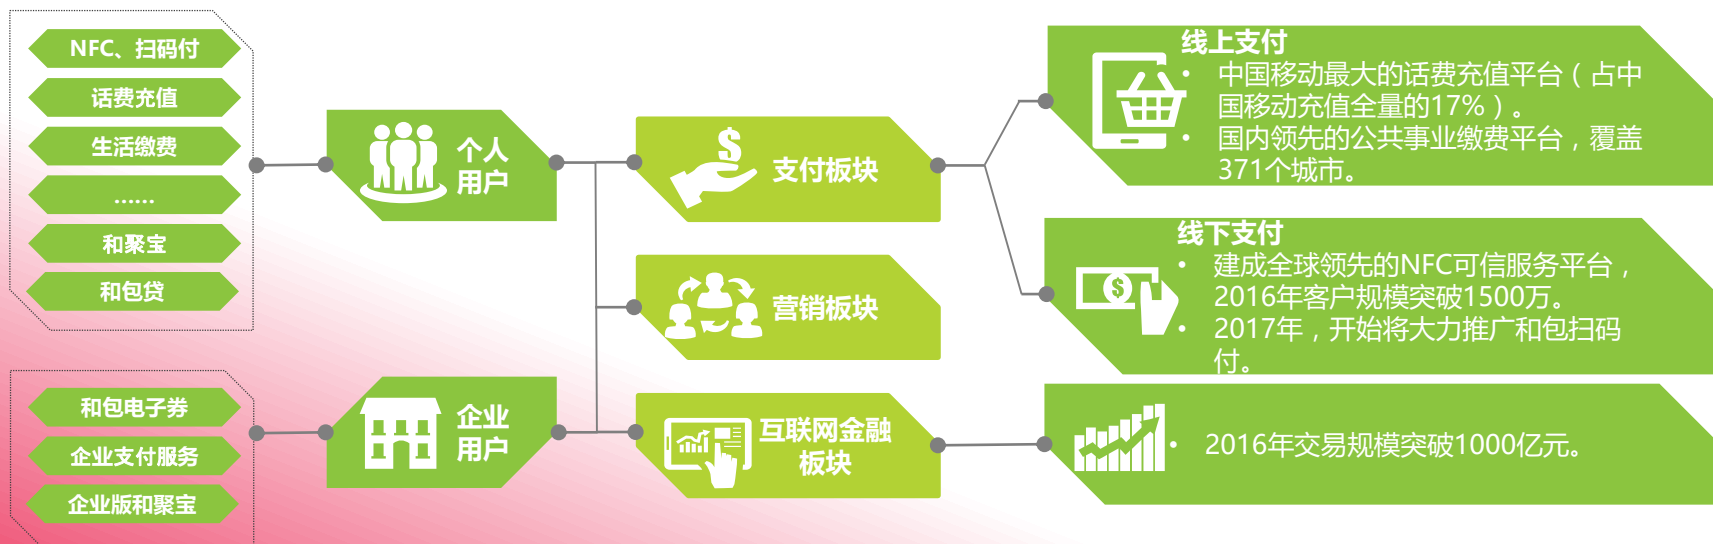 NFC、扫码付
话费充值
生活缴费
……
和聚宝
和包贷
和包电子券
企业支付服务
企业版和聚宝
个人
用户
企业
用户
支付板块
营销板块
互联网金融
板块
线上支付
• 中国移动最大的话费充值平台（占中
国移动充值全量的17%）。
• 国内领先的公共事业缴费平台，覆盖
371个城市。
线下支付
• 建成全球领先的NFC可信服务平台，
2016年客户规模突破1500万。
• 2017年，开始将大力推广和包扫码
付。
• 2016年交易规模突破1000亿元。